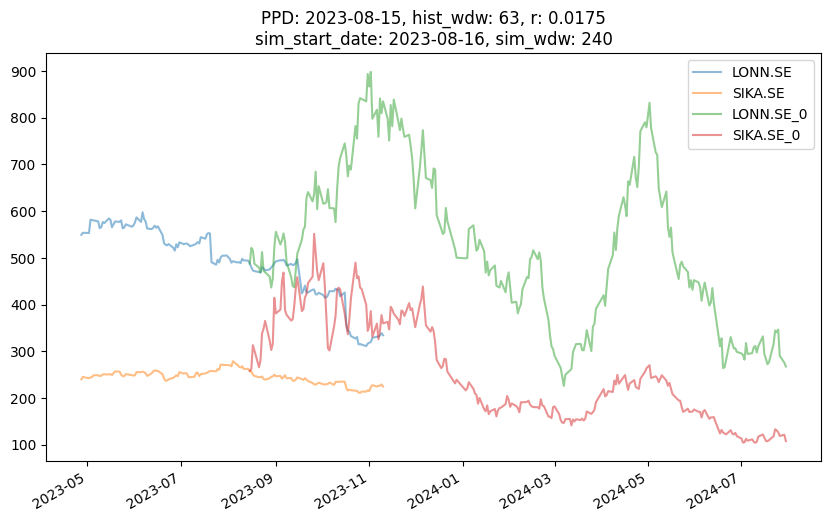 PPD: 2023-08-15, hist_wdw: 63, r: 0.0175
sim_start_date: 2023-08-16, sim_wdw: 240
LONN.SE
SIKA.SE
LONN.SE_0
SIKA.SE_0
900
800
700
600
500
400
300
200
100
2023-05
2023-07
2023-09
2023-11
2024-01
2024-03
2024-05
2024-07